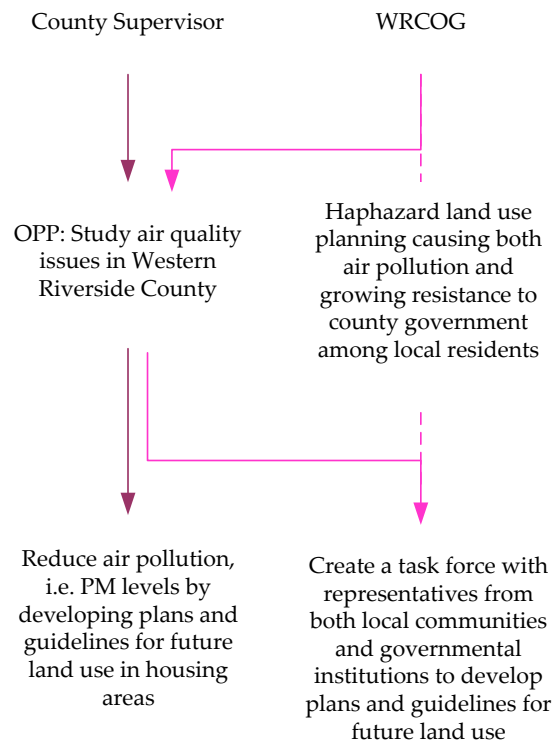 County Supervisor
WRCOG
OPP: Study air quality
issues in Western
Riverside County
Haphazard land use
planning causing both
air pollution and
growing resistance to
county government
among local residents
Reduce air pollution,
i.e. PM levels by
developing plans and
guidelines for future
land use in housing
areas
Create a task force with
representatives from
both local communities
and governmental
institutions to develop
plans and guidelines for
future land use